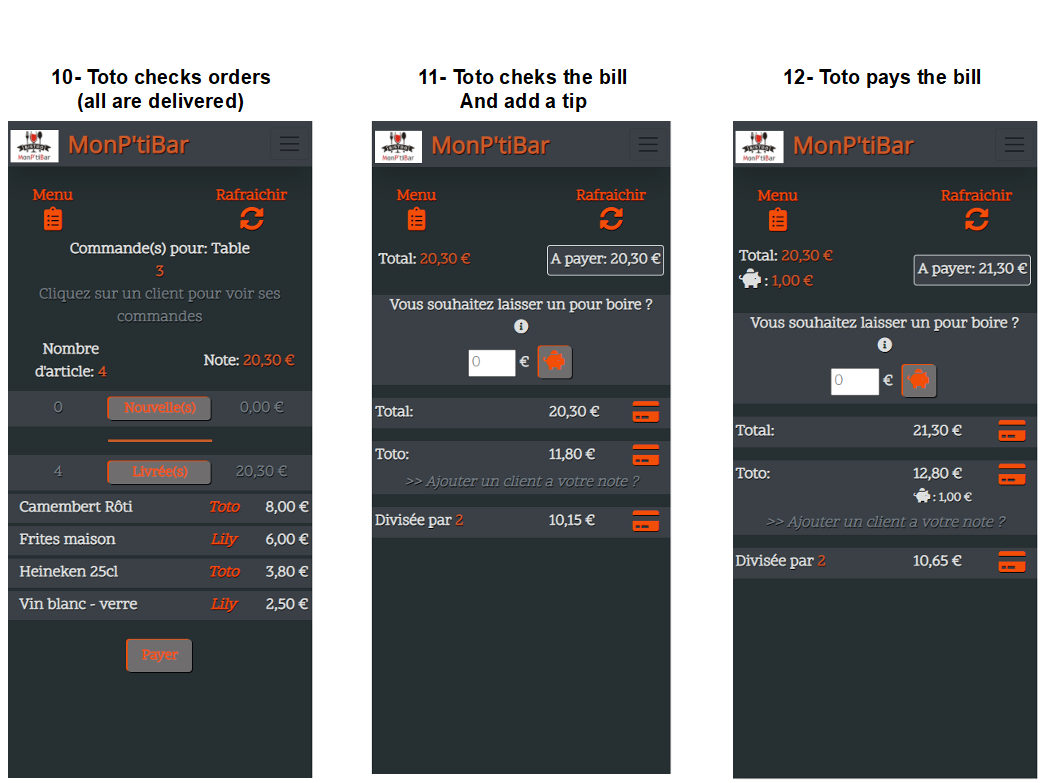 10- Toto checks orders
(all are delivered)
MonP'tiBar
MonP'tiBar
Menu
Rafraichir
Commande(s) pour: Table
3
Cliquez sur un client pour voir ses
commandes
Nombre
d'article: 4
Note: 20,30 €
0 Nouvelle(s) 0,00 €
4 Livrée(s) 20,30 €
Camembert Rôti Toto 8,00 €
Frites maison Lily 6,00 €
Heineken 25cl Toto 3,80 €
Vin blanc - verre Lily 2,50 €
Payer
11- Toto cheks the bill
And add a tip
MonP'tiBar
MonP'tiBar
Menu
Rafraichir
Total: 20,30 €
A payer: 20,30 €
Vous souhaitez laisser un pour boire ?
0 €
Total: 20,30 €
Toto: 11,80 €
>> Ajouter un client a votre note ?
Divisée par 2 10,15 €
12- Toto pays the bill
MonP'tiBar
MonP'tiBar
Menu
Rafraichir
Total: 20,30 €
: 1,00 €
A payer: 21,30 €
Vous souhaitez laisser un pour boire ?
0 €
Total: 21,30 €
Toto: 12,80 €
: 1,00 €
>> Ajouter un client a votre note ?
Divisée par 2 10,65 €